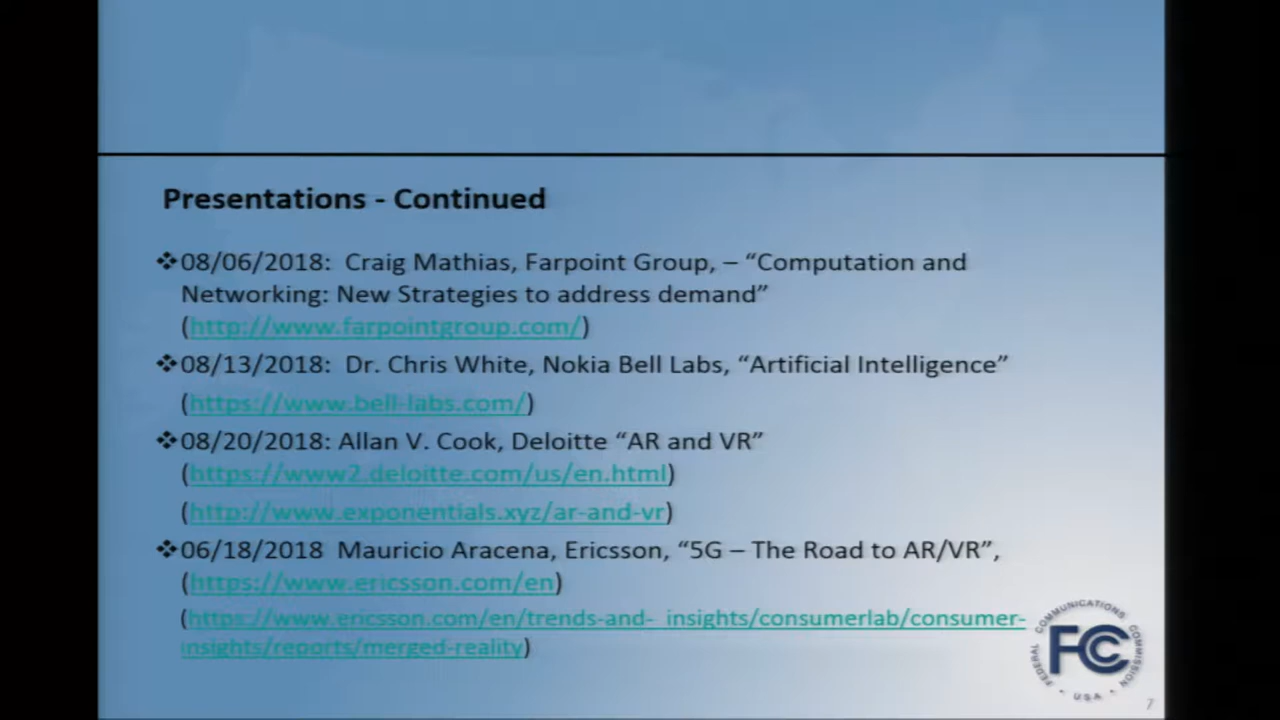 Presentations - Continued
❖08/06/2018: Craig Mathias, Farpoint Group, – “Computation and
Networking: New Strategies to address demand”
(http://www.farpointgroup.com/)
❖08/13/2018: Dr. Chris White, Nokia Bell Labs, “Artificial Intelligence”
(https://www.bell-labs.com/)
❖08/20/2018: Allan V. Cook, Deloitte “AR and VR”
(https://www2.deloitte.com/us/en.html)
(http://www.exponentials.xyz/ar-and-vr)
❖06/18/2018 Mauricio Aracena, Ericsson, “5G – The Road to AR/VR”,
(https://www.ericsson.com/en)
(https://www.ericsson.com/en/trends-and- insights/consumerlab/consumer-
insights/reports/merged-reality)
FEDERAL COMMUNICATIONS COMMISSION
FCC
• USA •
7